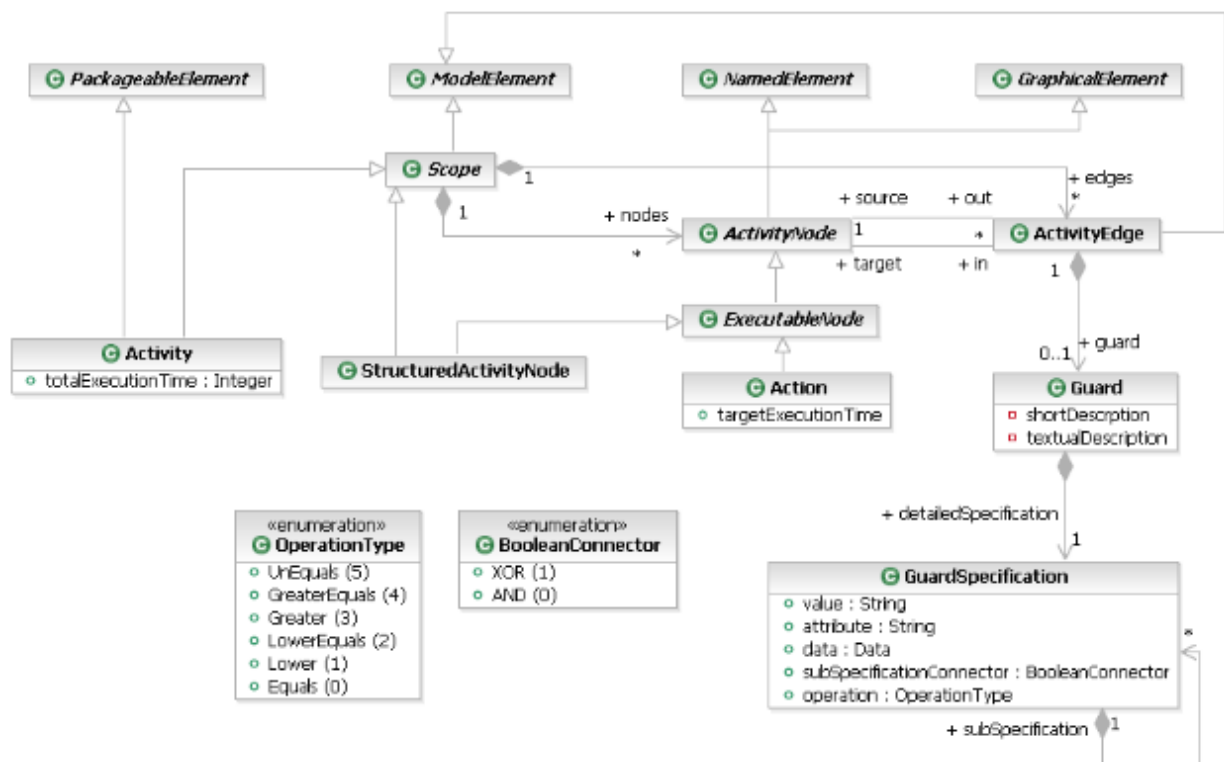 PackageableElement
ModelElement
NamedElement
GraphicalElement
Scope
1
+ edges
*
1
+ nodes
*
+ source
+ out
ActivityNode
1
*
ActivityEdge
+ target
+ in
1
ExecutableNode
+ guard
0..1
Activity
totalExecutionTime : Integer
StructuredActivityNode
Action
targetExecutionTime
Guard
shortDescrption
textualDescription
+ detailedSpecification
1
«enumeration»
OperationType
UnEquals (5)
GreaterEquals (4)
Greater (3)
LowerEquals (2)
Lower (1)
Equals (0)
«enumeration»
BooleanConnector
XOR (1)
AND (0)
GuardSpecification
value : String
attribute : String
data : Data
subSpecificationConnector : BooleanConnector
operation : OperationType
*
+ subSpecification
1